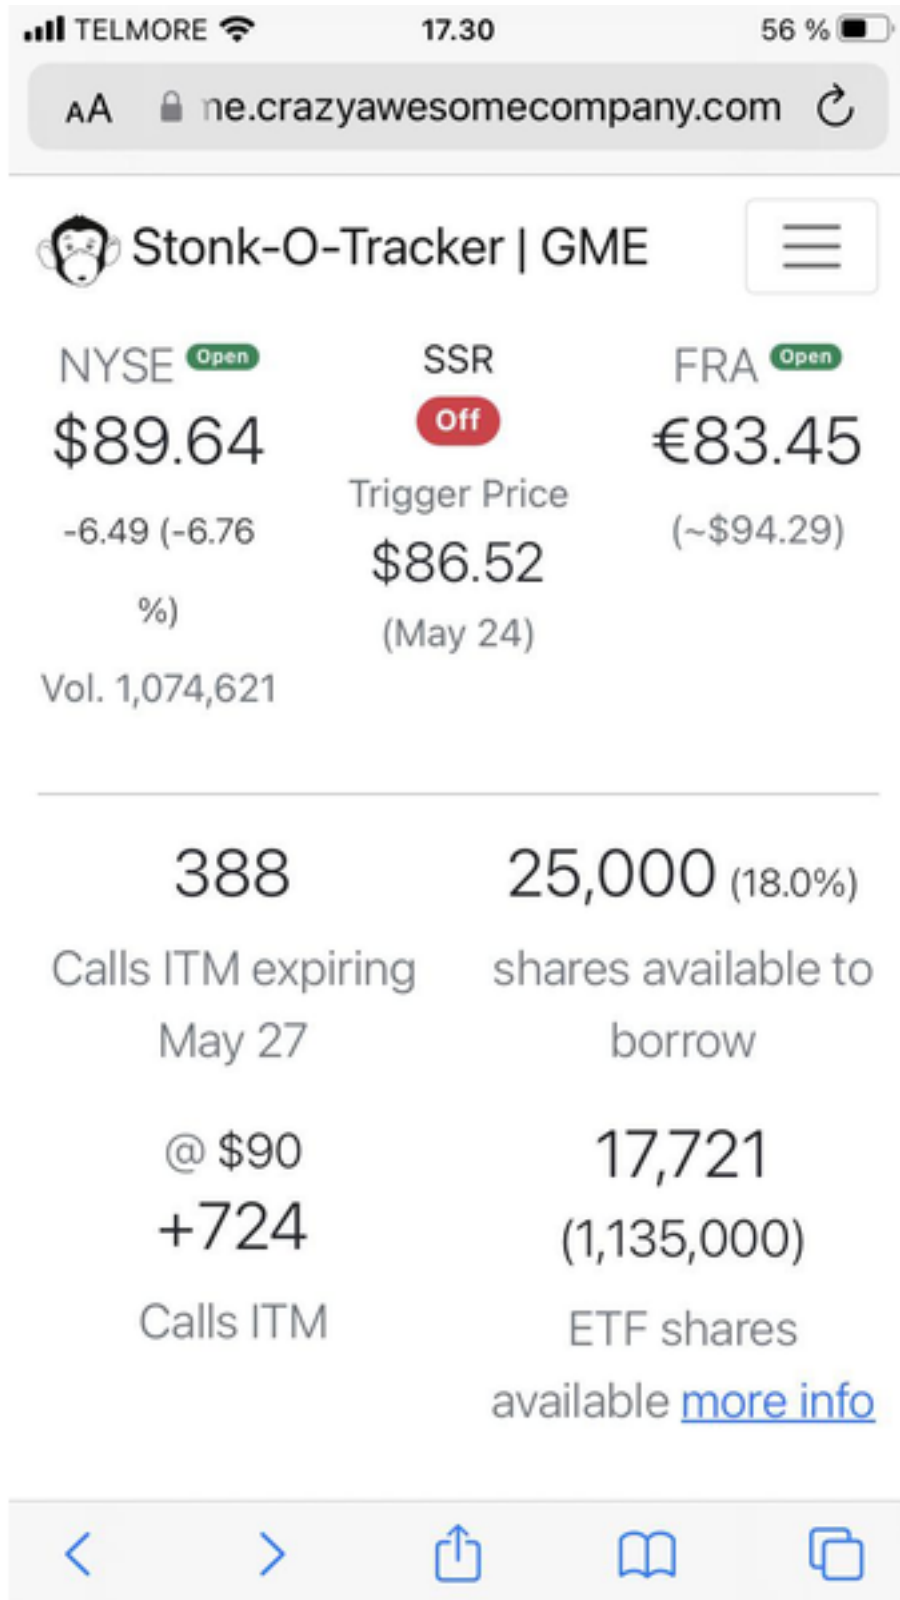 TELMORE 17.30 56 %
AA ne.crazyawesomecompany.com
Stonk-O-Tracker | GME
NYSE Open
$89.64
-6.49 (-6.76
%)
Vol. 1,074,621
SSR
Off
Trigger Price
$86.52
(May 24)
FRA Open
€83.45
(~$94.29)
388
Calls ITM expiring
May 27
25,000 (18.0%)
shares available to
borrow
@ $90
+724
Calls ITM
17,721
(1,135,000)
ETF shares
available more info